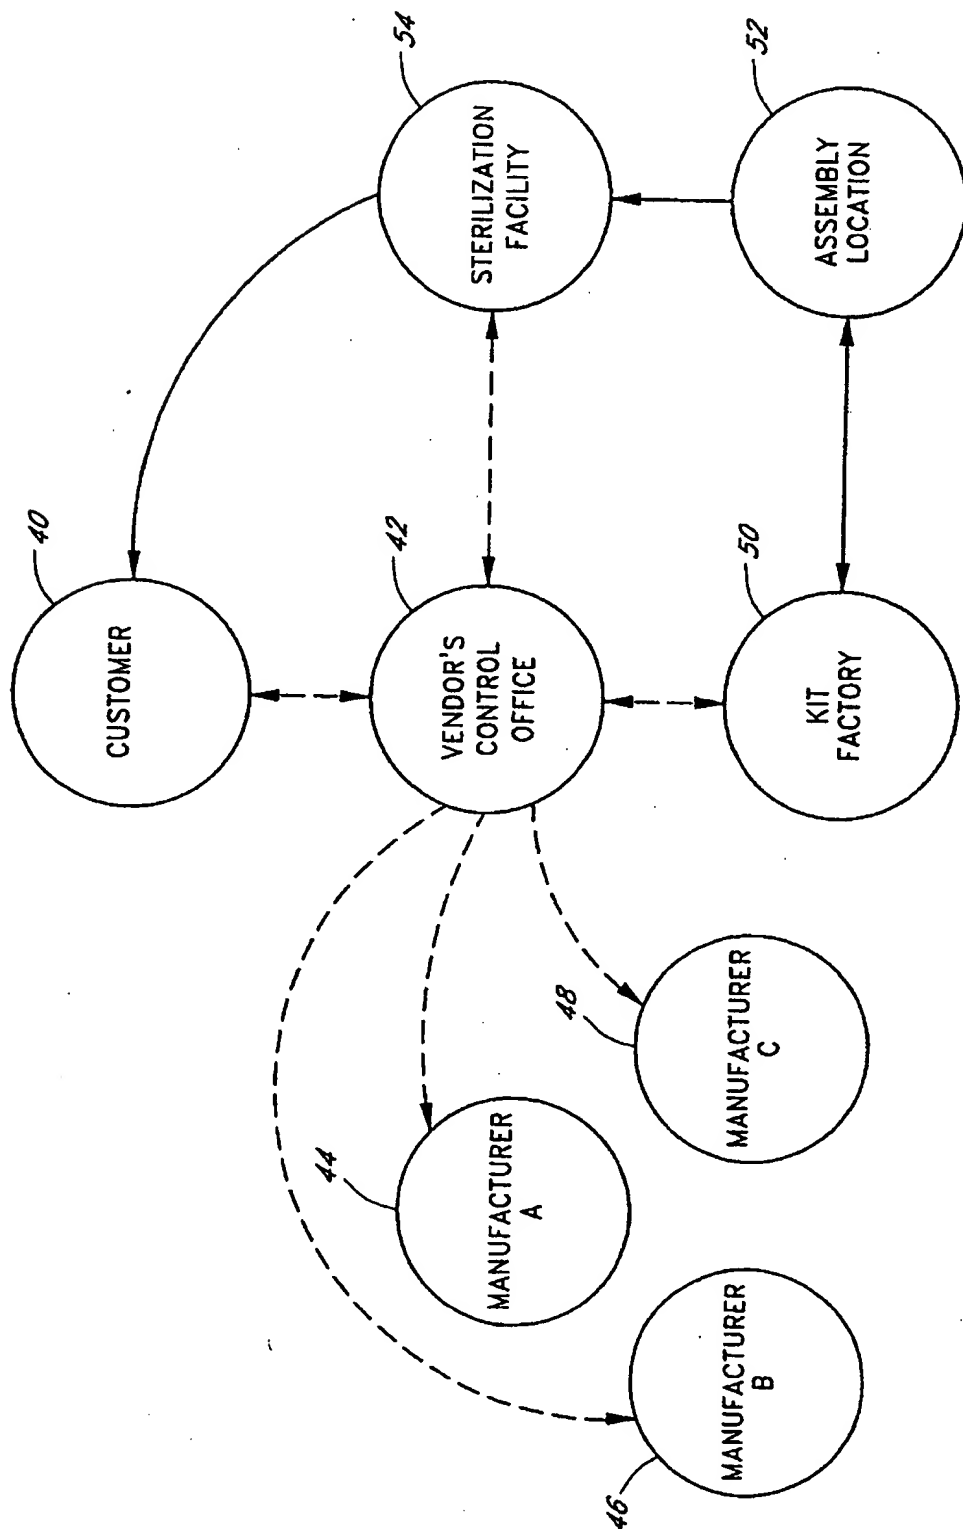 40
CUSTOMER
54
STERILIZATION
FACILITY
42
VENDOR'S
CONTROL
OFFICE
52
ASSEMBLY
LOCATION
50
KIT
FACTORY
44
MANUFACTURER
A
48
MANUFACTURER
C
46
MANUFACTURER
B